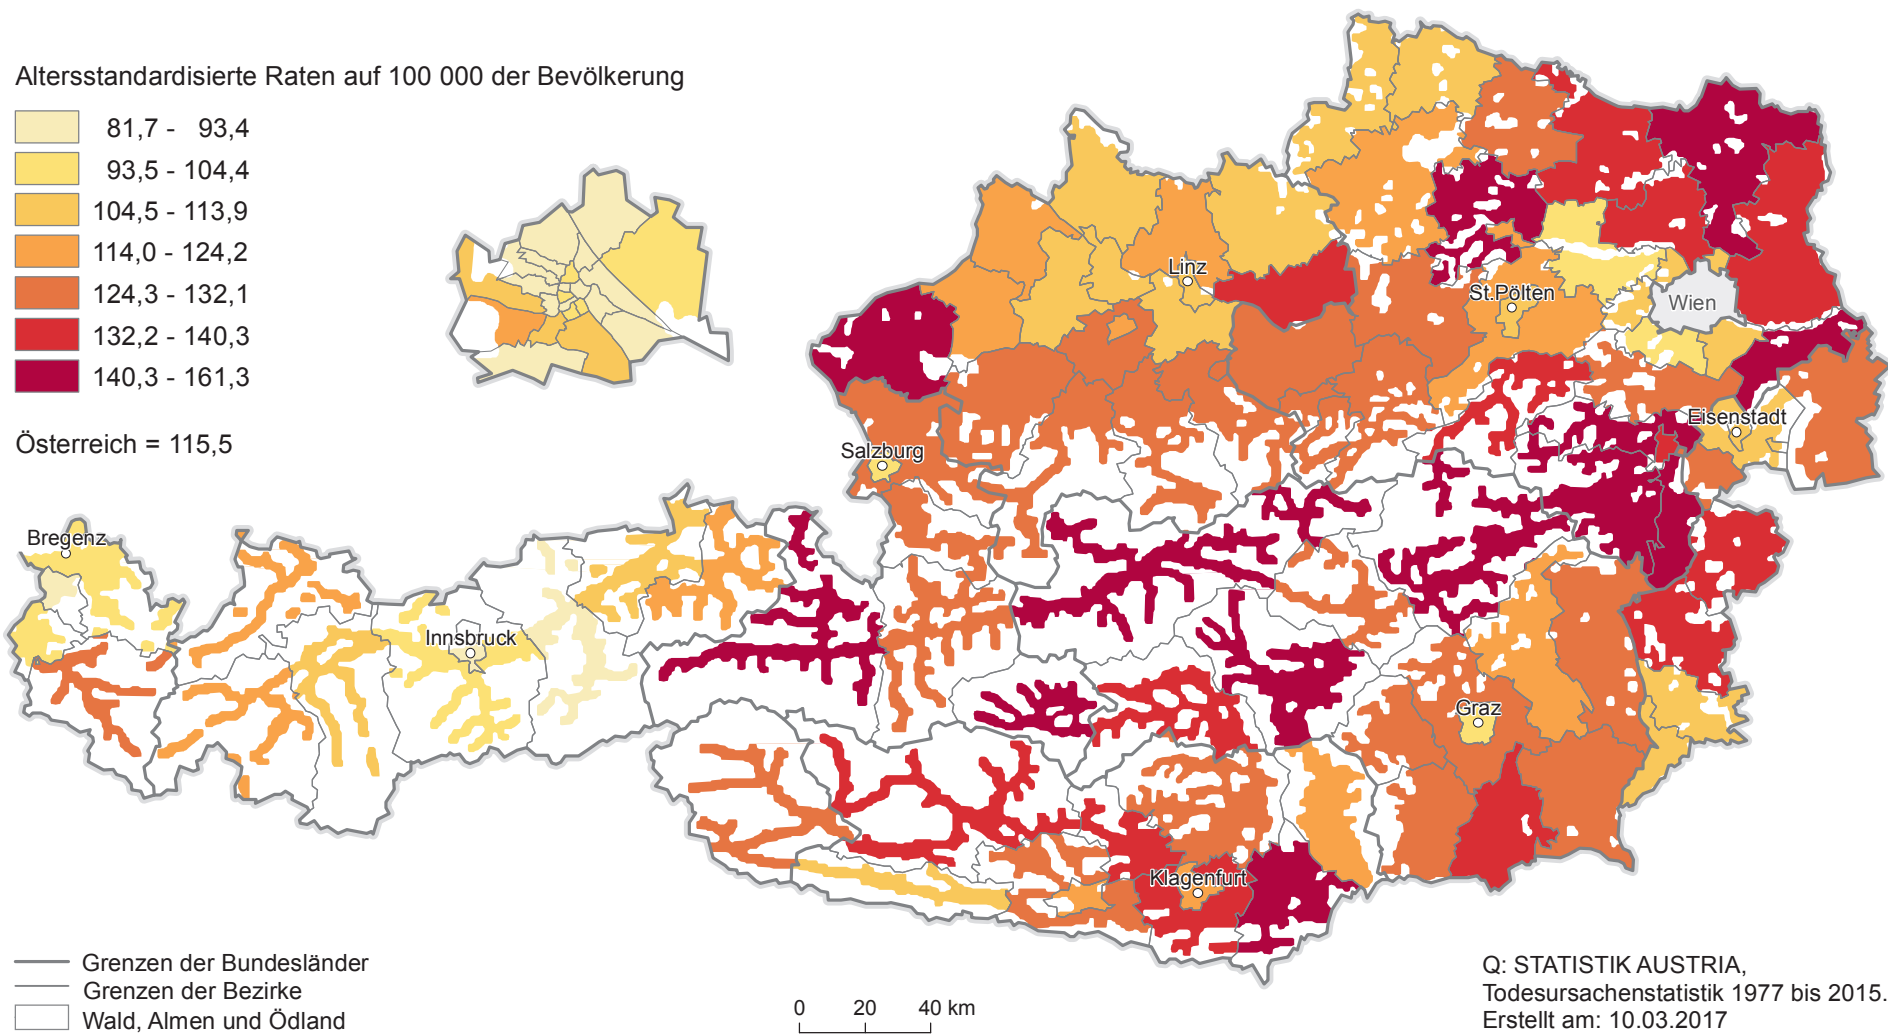 Altersstandardisierte Raten auf 100 000 der Bevölkerung
81,7 - 93,4
93,5 - 104,4
104,5 - 113,9
114,0 - 124,2
124,3 - 132,1
132,2 - 140,3
140,3 - 161,3
Österreich = 115,5
Linz
St.Pölten
Wien
Eisenstadt
Salzburg
Bregenz
Innsbruck
Graz
Klagenfurt
Grenzen der Bundesländer
Grenzen der Bezirke
Wald, Almen und Ödland
0 20 40 km
Q: STATISTIK AUSTRIA,
Todesursachenstatistik 1977 bis 2015.
Erstellt am: 10.03.2017